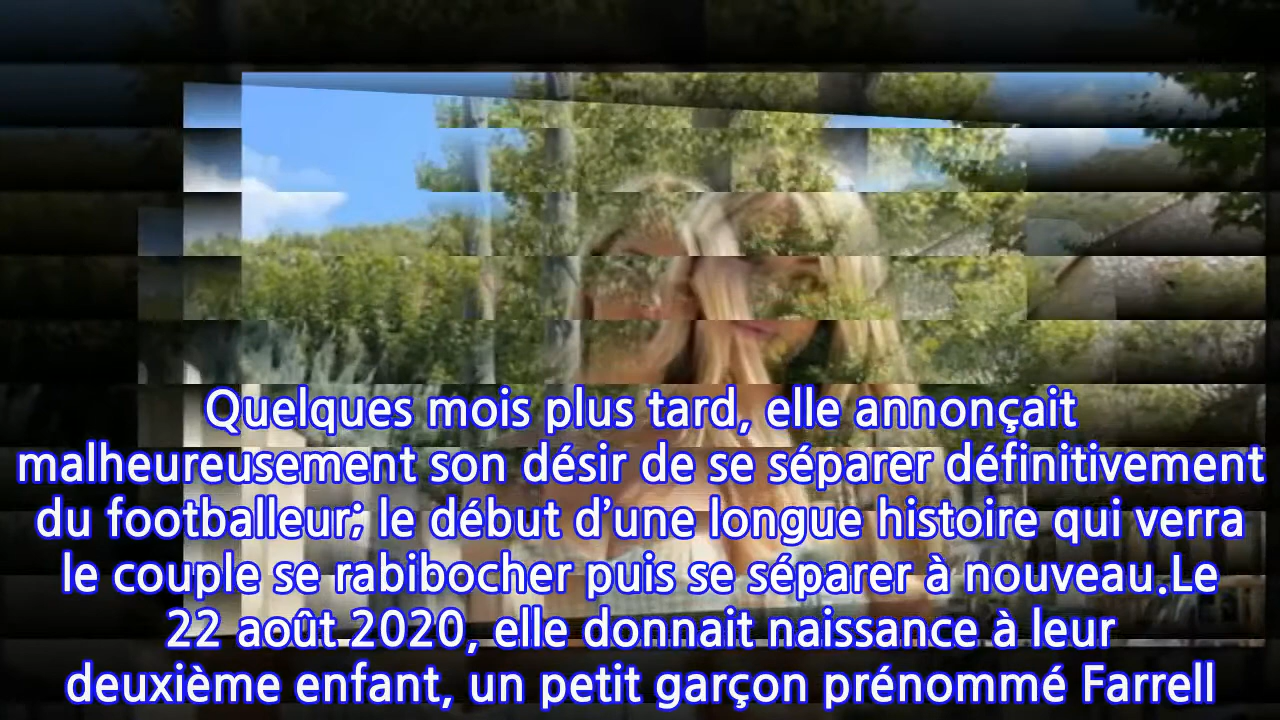 Quelques mois plus tard, elle annonçait
malheureusement son désir de se séparer définitivement
du footballeur; le début d’une longue histoire qui verra
le couple se rabibocher puis se séparer à nouveau.Le
22 août 2020, elle donnait naissance à leur
deuxième enfant, un petit garçon prénommé Farrell